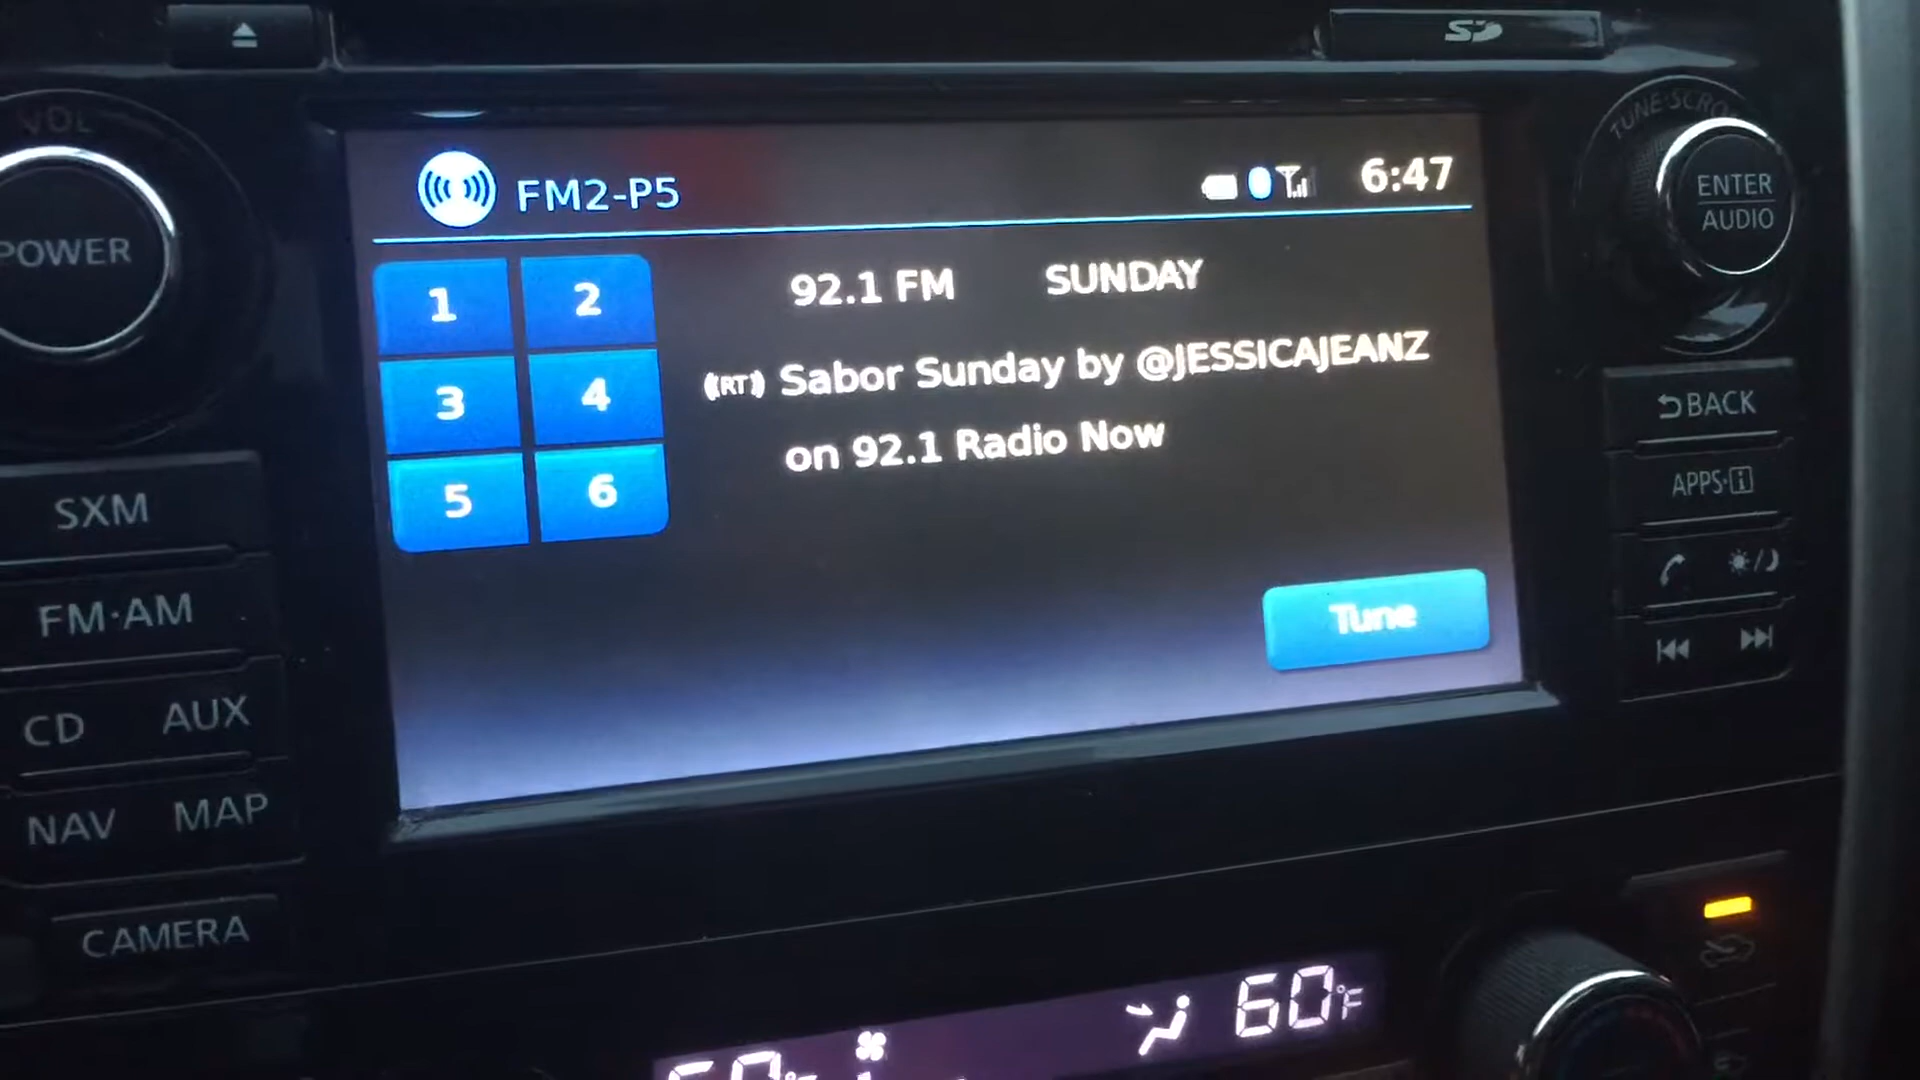 SD
VOL
TUNE·SCRO
POWER
ENTER
AUDIO
FM2-P5
6:47
1
2
3
4
5
6
92.1 FM SUNDAY
RT Sabor Sunday by @JESSICAJEANZ
on 92.1 Radio Now
Tune
SXM
FM·AM
CD AUX
NAV MAP
CAMERA
BACK
APPS·i
60°F